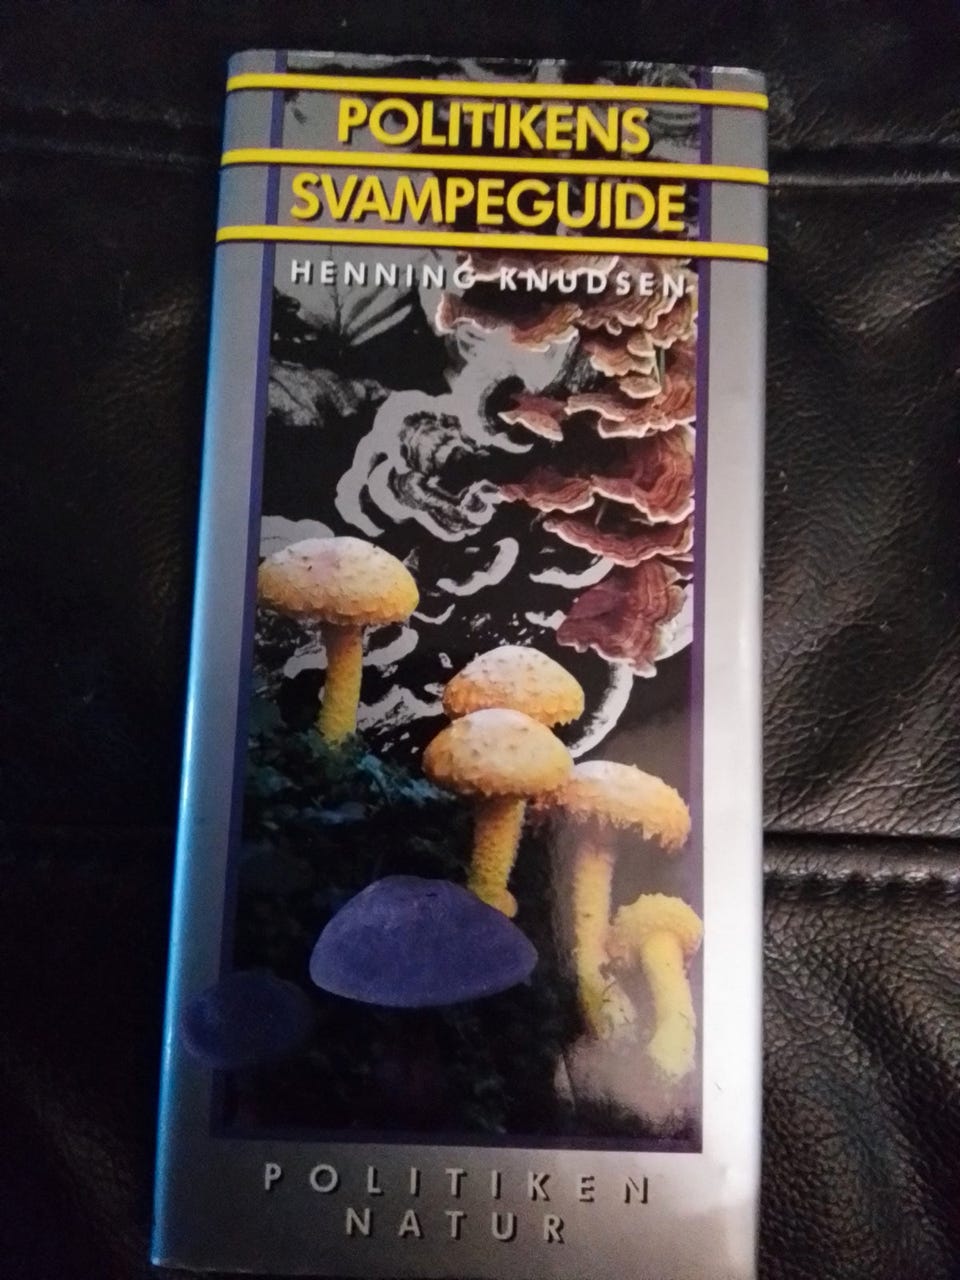 POLITIKENS
SVAMPEGUIDE
HENNING KNUDSEN
POLITIKEN
NATUR